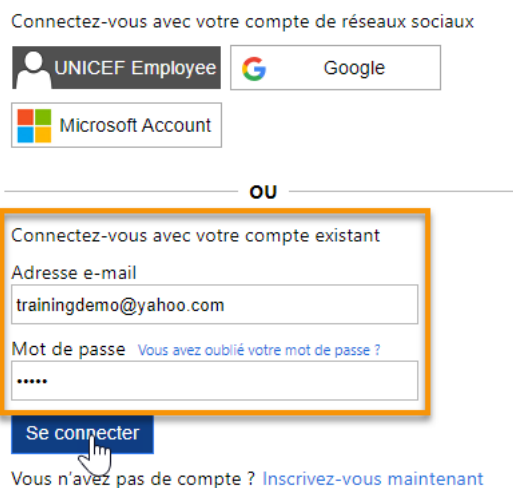 Connectez-vous avec votre compte de réseaux sociaux
UNICEF Employee
Google
Microsoft Account
OU
Connectez-vous avec votre compte existant
Adresse e-mail
trainingdemo@yahoo.com
Mot de passe Vous avez oublié votre mot de passe ?
•••••
Se connecter
Vous n'avez pas de compte ? Inscrivez-vous maintenant